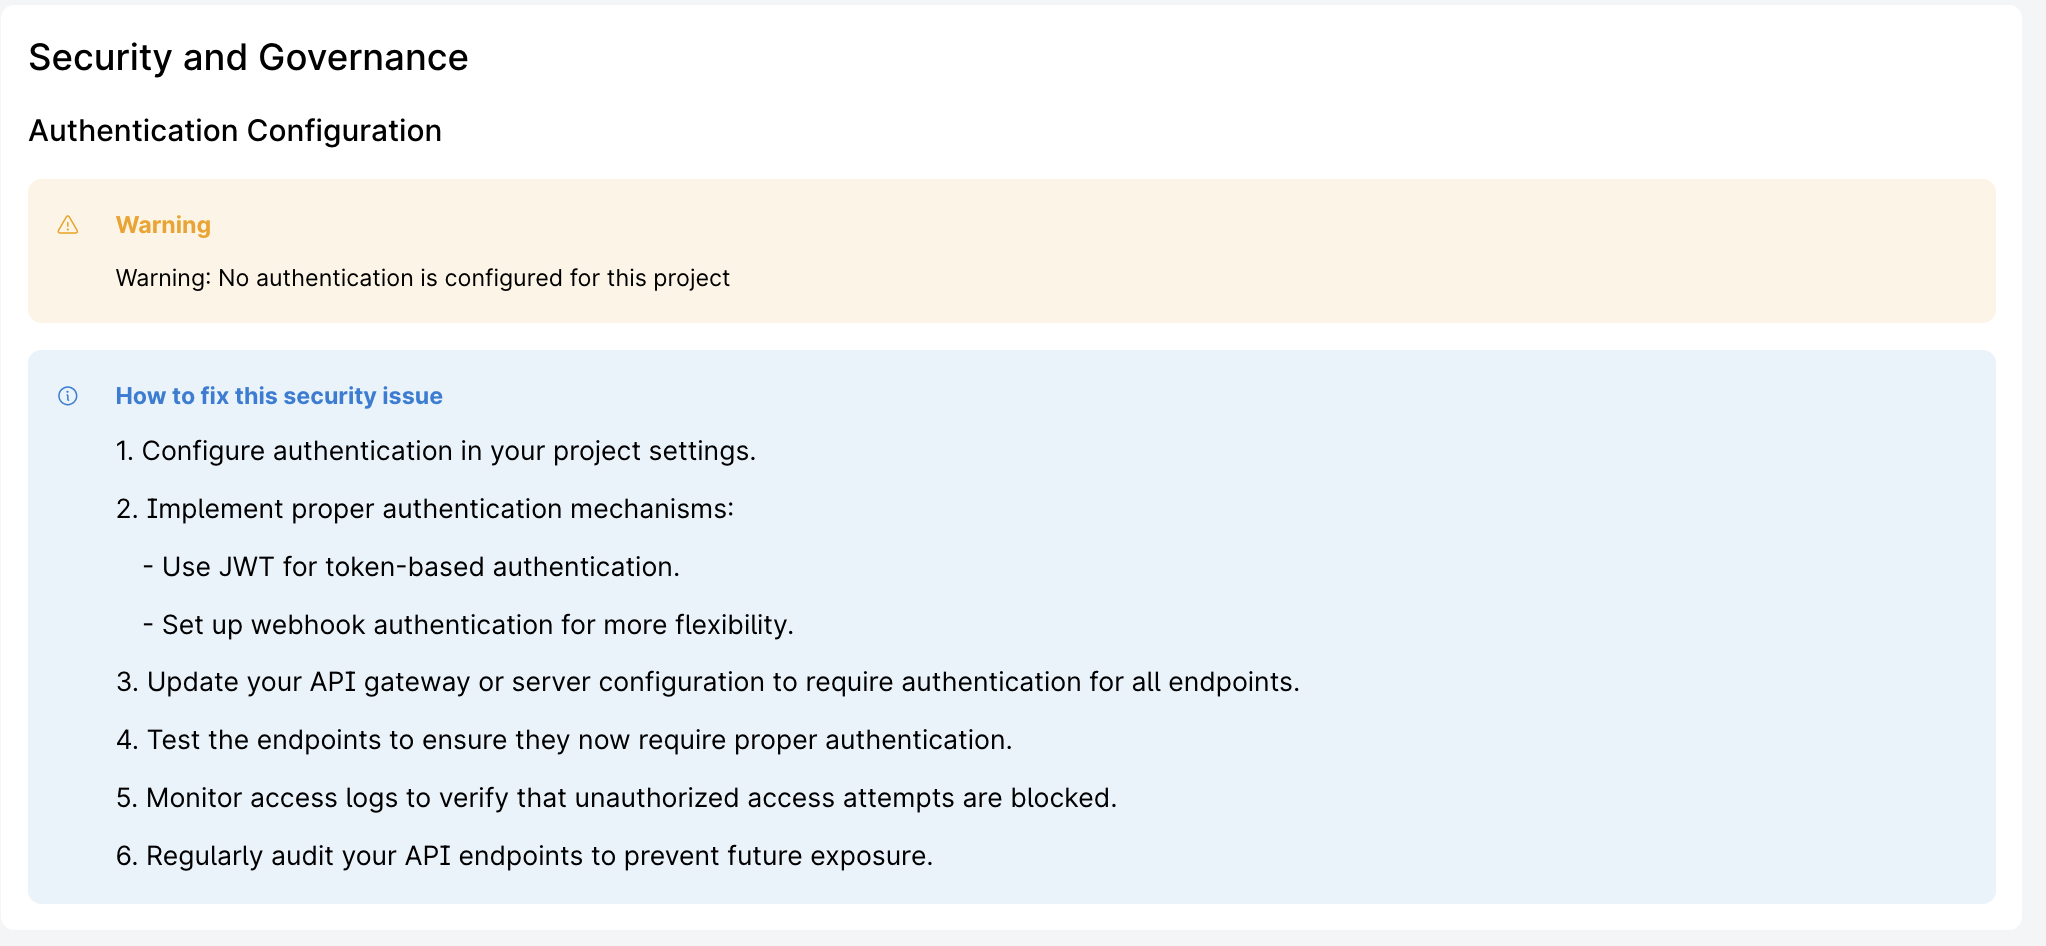 Security and Governance
Authentication Configuration
Warning
Warning: No authentication is configured for this project
How to fix this security issue
1. Configure authentication in your project settings.
2. Implement proper authentication mechanisms:
- Use JWT for token-based authentication.
- Set up webhook authentication for more flexibility.
3. Update your API gateway or server configuration to require authentication for all endpoints.
4. Test the endpoints to ensure they now require proper authentication.
5. Monitor access logs to verify that unauthorized access attempts are blocked.
6. Regularly audit your API endpoints to prevent future exposure.